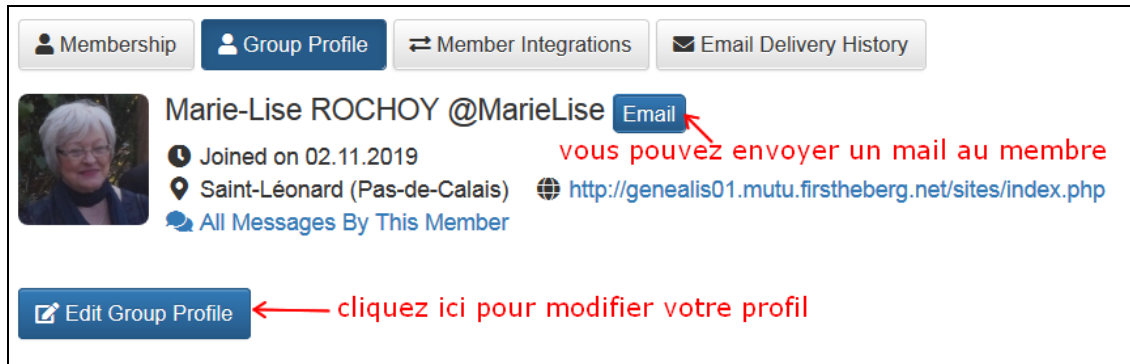 Membership Group Profile Member Integrations Email Delivery History
Marie-Lise ROCHOY @MarieLise Email
Joined on 02.11.2019 vous pouvez envoyer un mail au membre
Saint-Léonard (Pas-de-Calais) http://genealis01.mutu.firstheberg.net/sites/index.php
All Messages By This Member
Edit Group Profile cliquez ici pour modifier votre profil